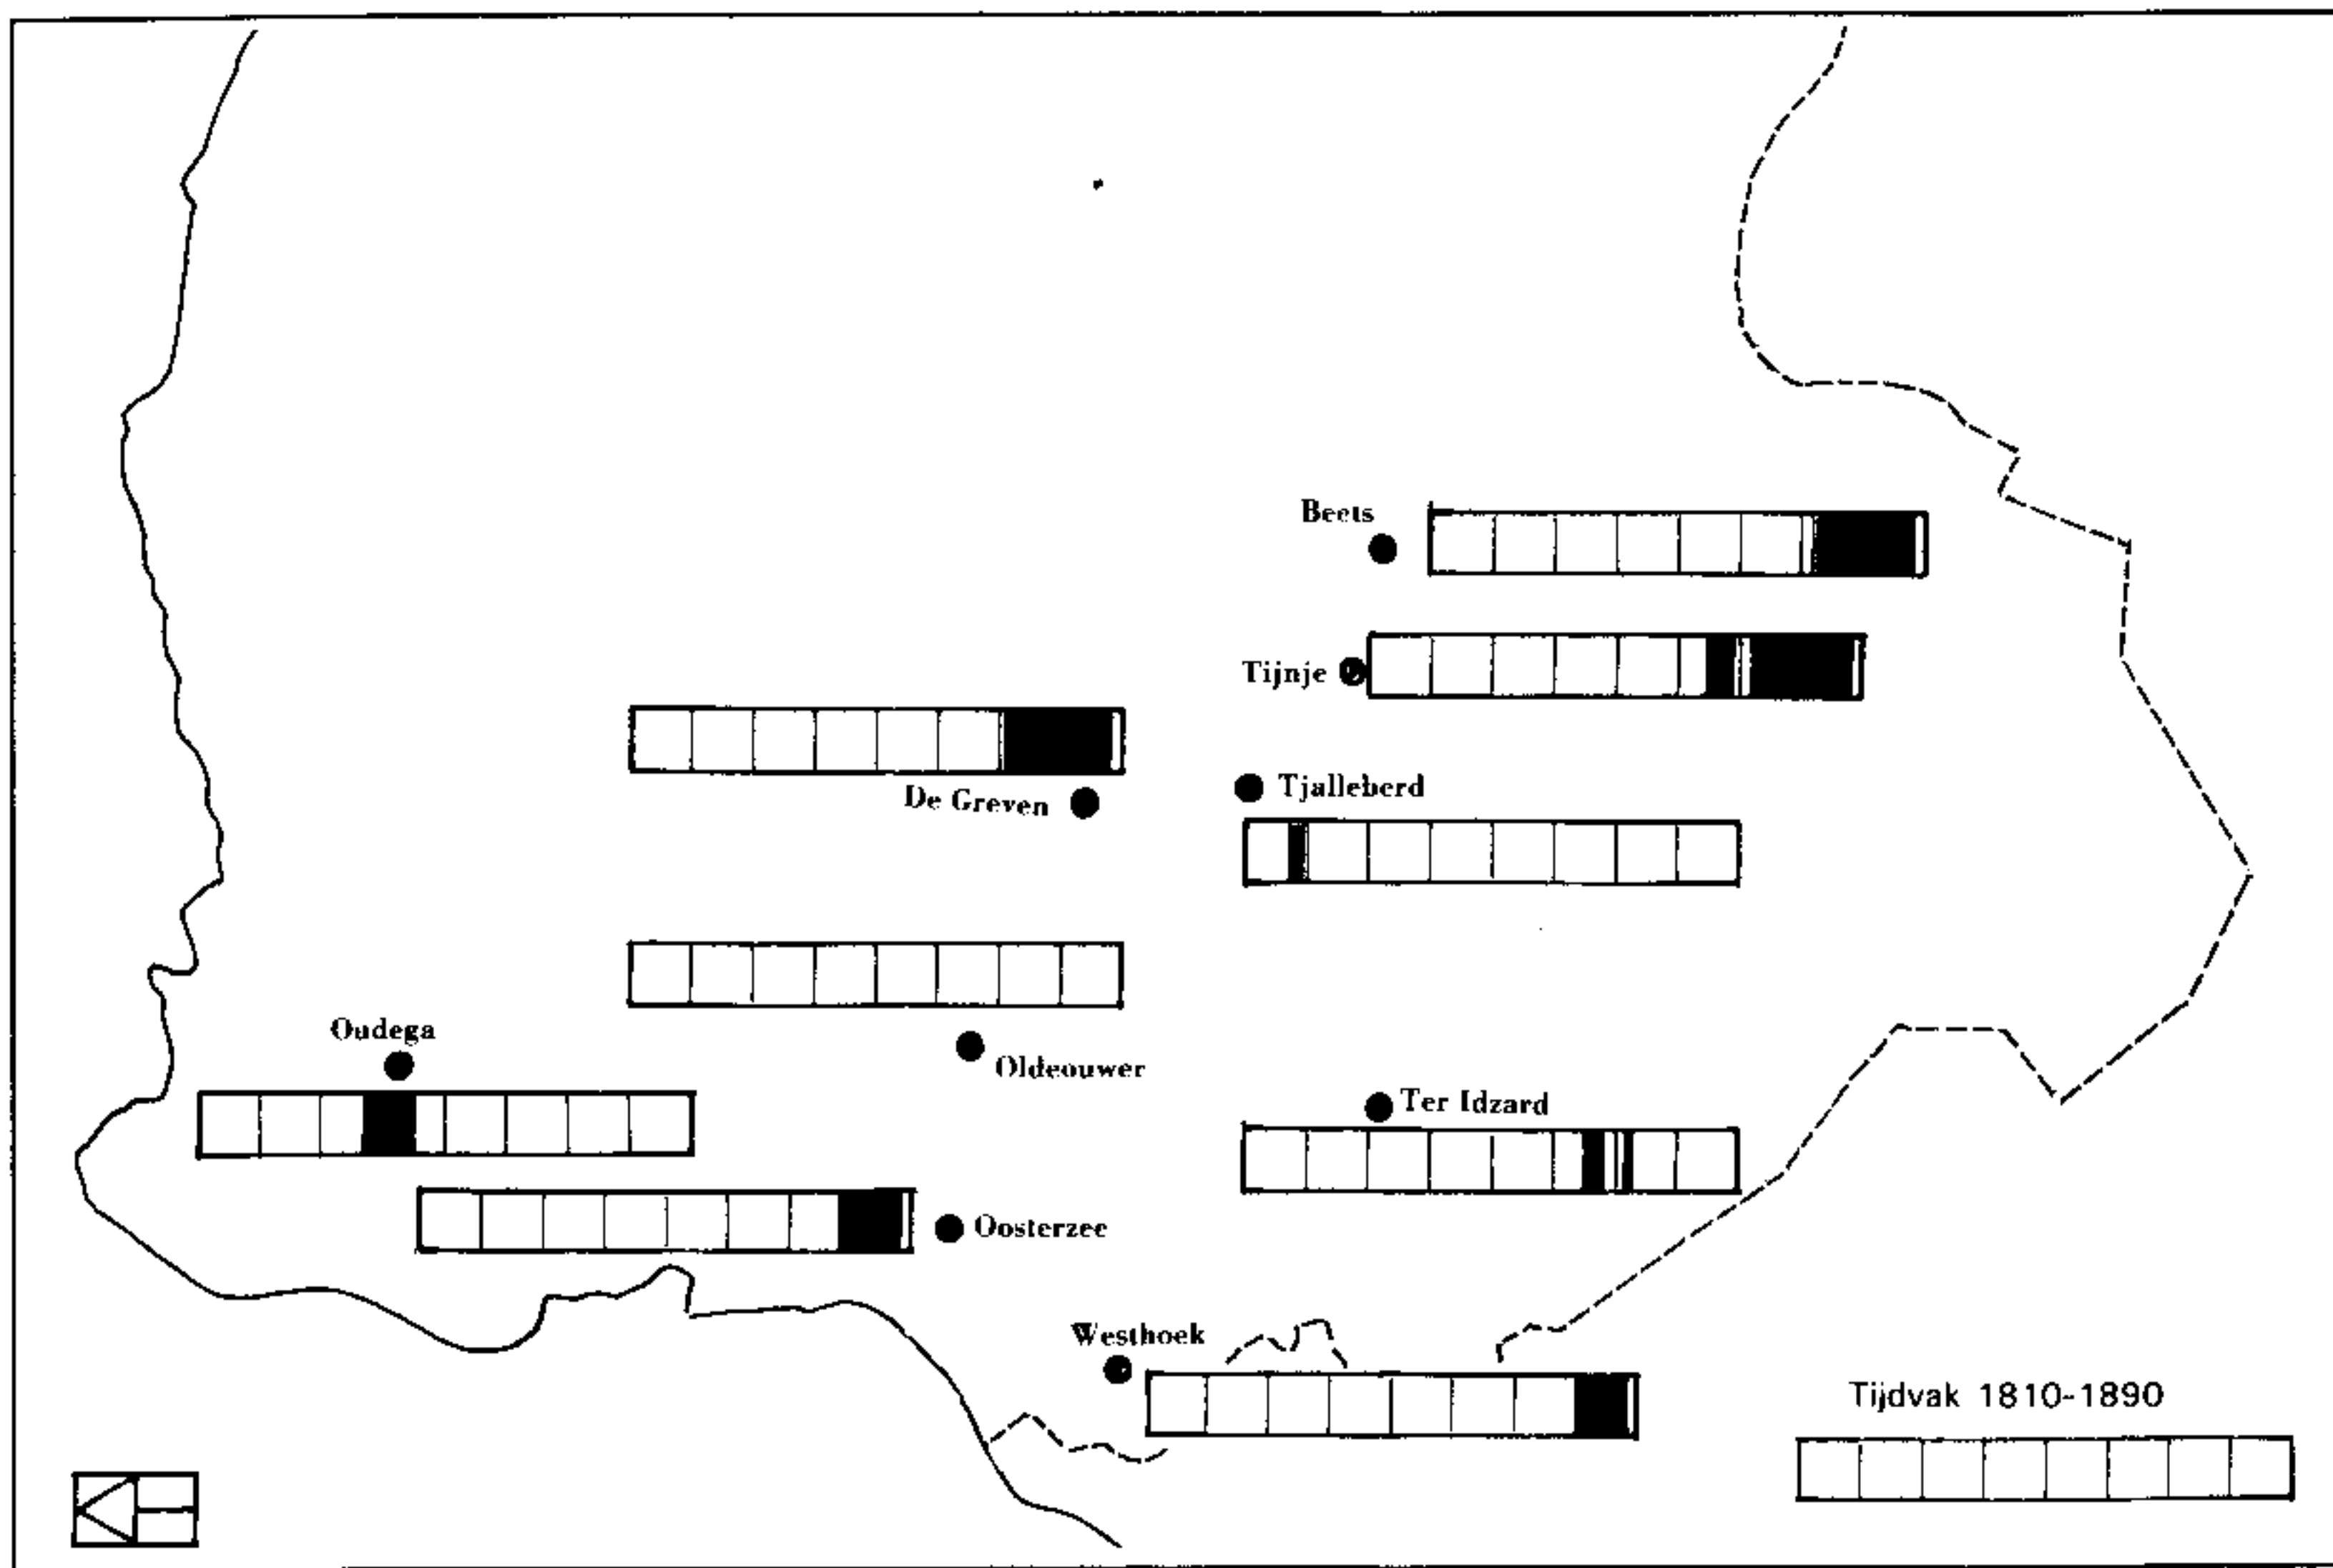 Beets
Tijnje
De Greven
Tjalleberd
Oudega
Oldeouwer
Ter Idzard
Oosterzee
Westhoek
Tijdvak 1810-1890